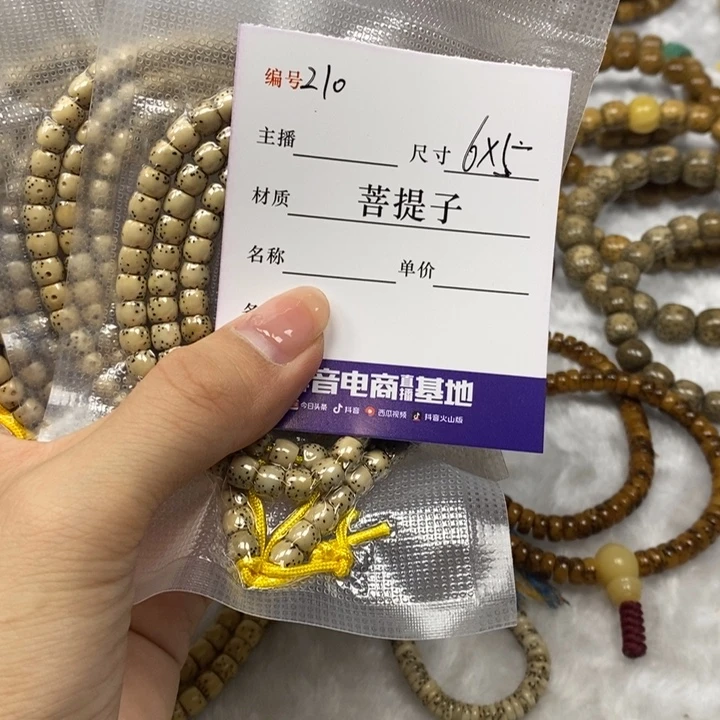 编号210
主播 尺寸 6×5
材质 菩提子
名称 单价
音电商直播基地
今日头条 抖音 西瓜视频 抖音火山版